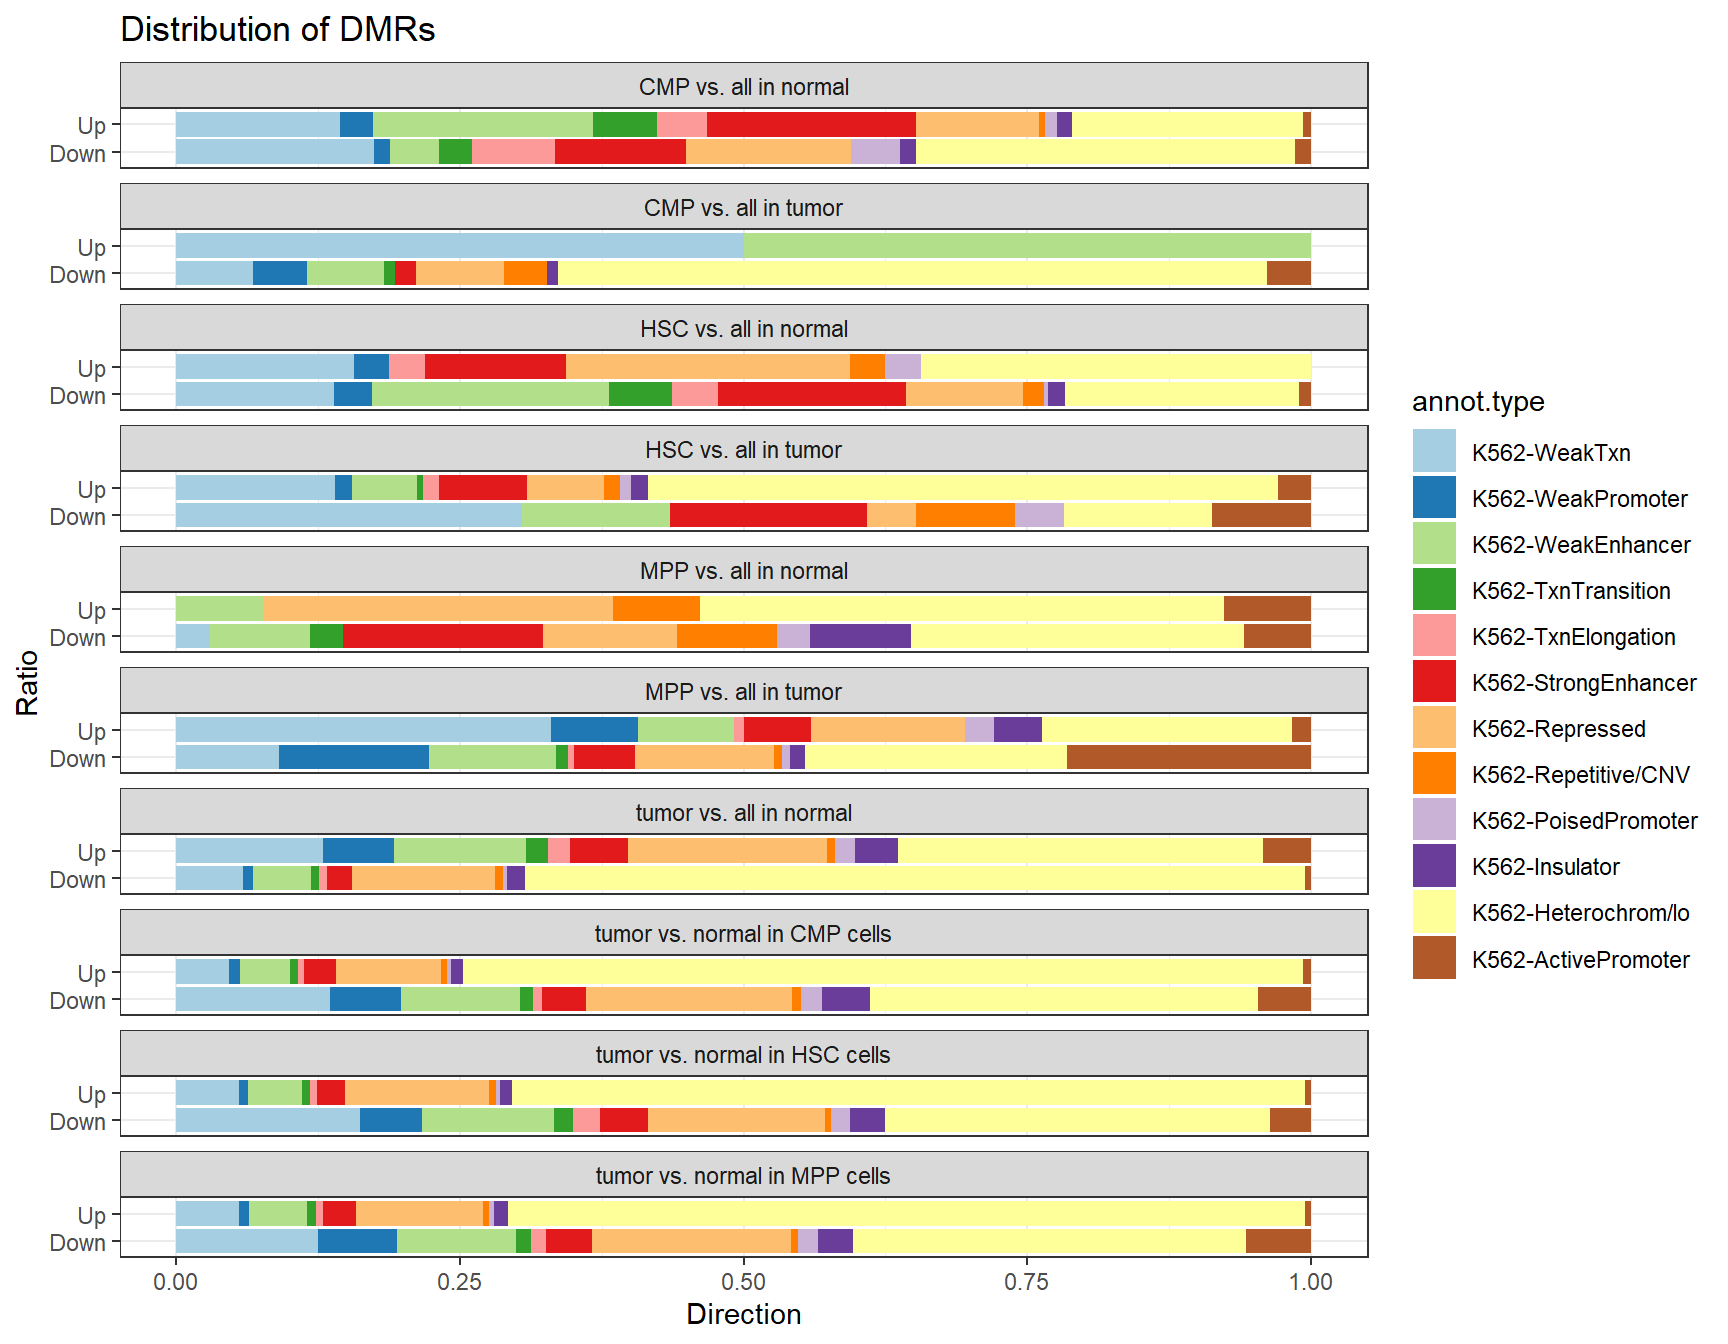 Distribution of DMRs
CMP vs. all in normal
Up
Down
CMP vs. all in tumor
Up
Down
HSC vs. all in normal
Up
Down
HSC vs. all in tumor
Up
Down
MPP vs. all in normal
Up
Down
MPP vs. all in tumor
Up
Down
tumor vs. all in normal
Up
Down
tumor vs. normal in CMP cells
Up
Down
tumor vs. normal in HSC cells
Up
Down
tumor vs. normal in MPP cells
Up
Down
0.00 0.25 0.50 0.75 1.00
Direction
Ratio
annot.type
K562-WeakTxn
K562-WeakPromoter
K562-WeakEnhancer
K562-TxnTransition
K562-TxnElongation
K562-StrongEnhancer
K562-Repressed
K562-Repetitive/CNV
K562-PoisedPromoter
K562-Insulator
K562-Heterochrom/lo
K562-ActivePromoter